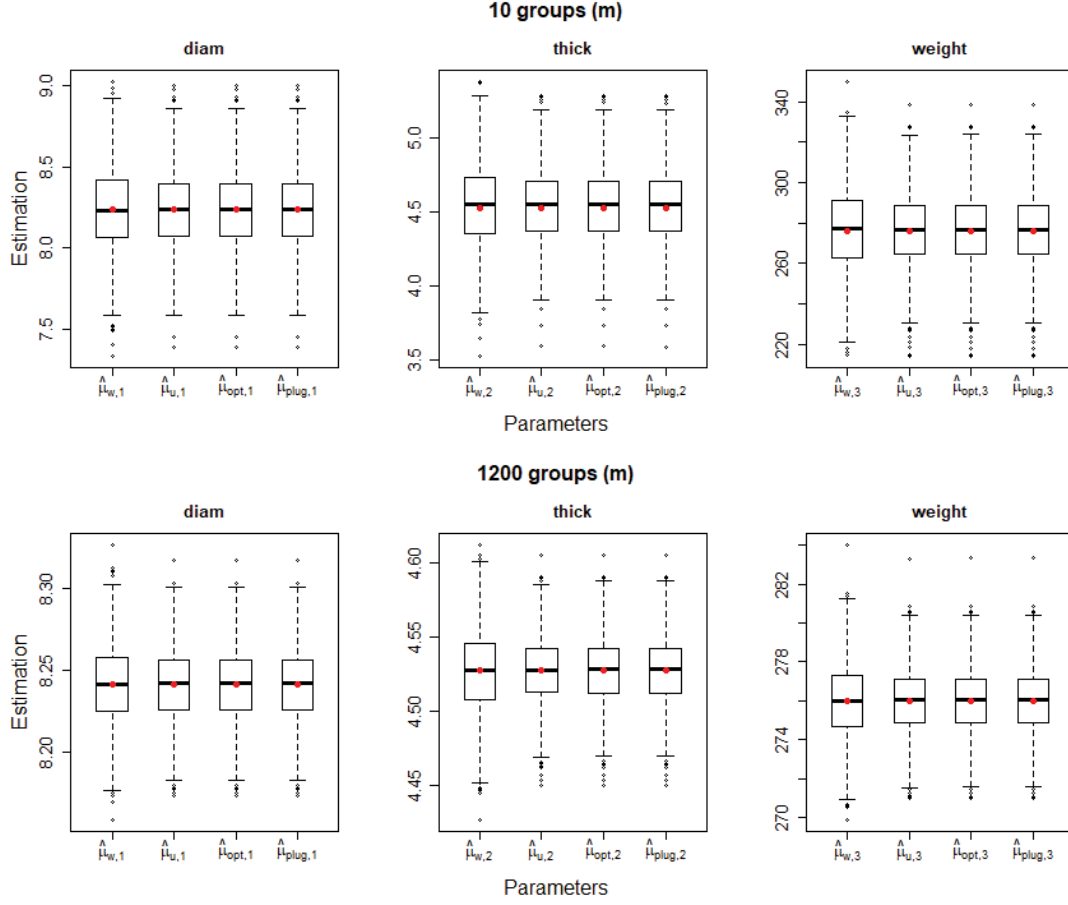 10 groups (m)
diam
thick
weight
Estimation
9.0
8.5
8.0
7.5
5.0
4.5
4.0
3.5
340
300
260
220
μ̂w,1 μ̂u,1 μ̂opt,1 μ̂plug,1
μ̂w,2 μ̂u,2 μ̂opt,2 μ̂plug,2
μ̂w,3 μ̂u,3 μ̂opt,3 μ̂plug,3
Parameters
1200 groups (m)
diam
thick
weight
Estimation
8.30
8.25
8.20
4.60
4.55
4.50
4.45
282
278
274
270
μ̂w,1 μ̂u,1 μ̂opt,1 μ̂plug,1
μ̂w,2 μ̂u,2 μ̂opt,2 μ̂plug,2
μ̂w,3 μ̂u,3 μ̂opt,3 μ̂plug,3
Parameters